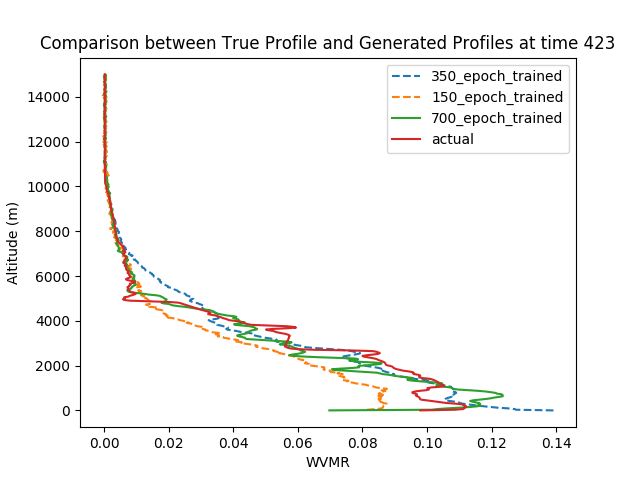 Comparison between True Profile and Generated Profiles at time 423
350_epoch_trained
150_epoch_trained
700_epoch_trained
actual
14000
12000
10000
8000
6000
4000
2000
0
Altitude (m)
0.00 0.02 0.04 0.06 0.08 0.10 0.12 0.14
WVMR